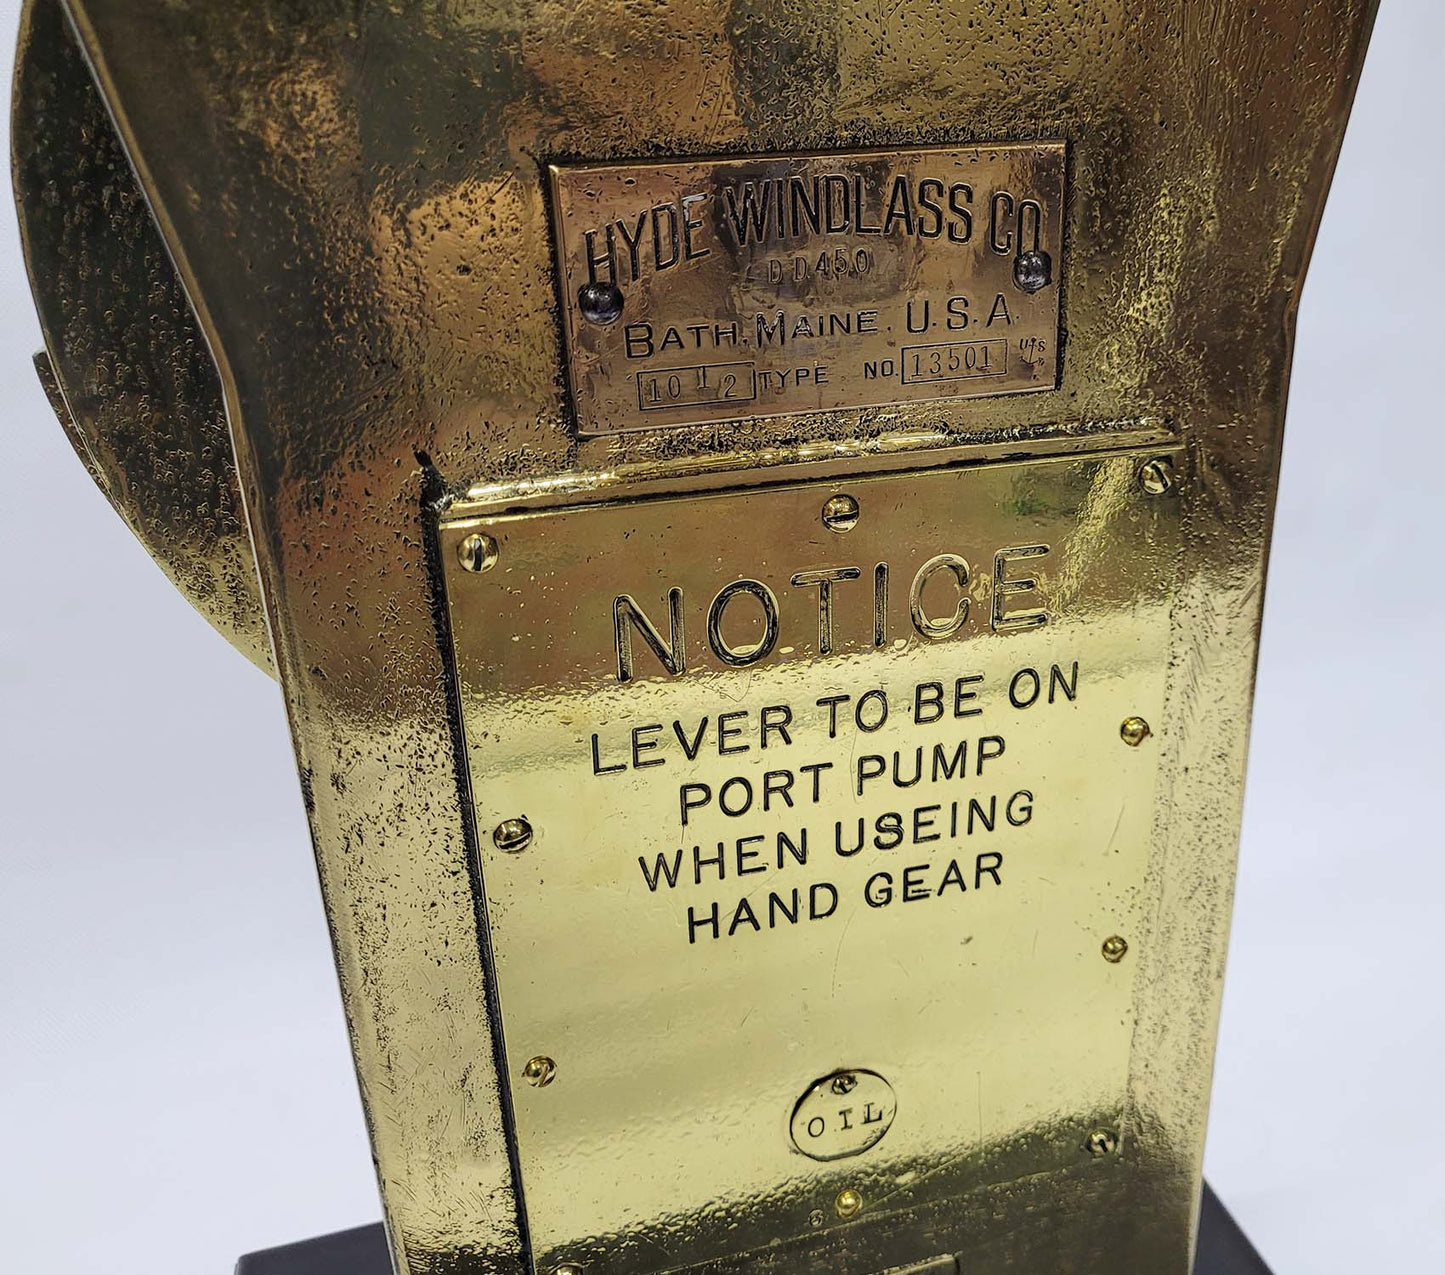 HYDE WINDLASS CO
DD450
BATH, MAINE, U.S.A.
10 1 2 TYPE NO. 13501 U S
NOTICE
LEVER TO BE ON
PORT PUMP
WHEN USEING
HAND GEAR
OIL
6